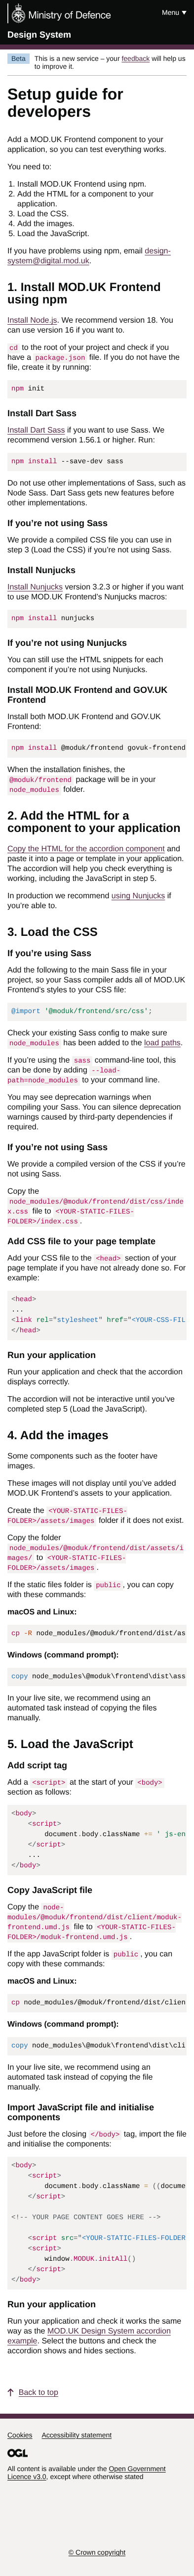 Ministry of Defence
Menu ▼
Design System
Beta
This is a new service – your feedback will help us
to improve it.
Setup guide for
developers
Add a MOD.UK Frontend component to your
application, so you can test everything works.
You need to:
1. Install MOD.UK Frontend using npm.
2. Add the HTML for a component to your
application.
3. Load the CSS.
4. Add the images.
5. Load the JavaScript.
If you have problems using npm, email design-
system@digital.mod.uk.
1. Install MOD.UK Frontend
using npm
Install Node.js. We recommend version 18. You
can use version 16 if you want to.
cd to the root of your project and check if you
have a package.json file. If you do not have the
file, create it by running:
npm init
Install Dart Sass
Install Dart Sass if you want to use Sass. We
recommend version 1.56.1 or higher. Run:
npm install --save-dev sass
Do not use other implementations of Sass, such as
Node Sass. Dart Sass gets new features before
other implementations.
If you’re not using Sass
We provide a compiled CSS file you can use in
step 3 (Load the CSS) if you’re not using Sass.
Install Nunjucks
Install Nunjucks version 3.2.3 or higher if you want
to use MOD.UK Frontend’s Nunjucks macros:
npm install nunjucks
If you’re not using Nunjucks
You can still use the HTML snippets for each
component if you’re not using Nunjucks.
Install MOD.UK Frontend and GOV.UK
Frontend
Install both MOD.UK Frontend and GOV.UK
Frontend:
npm install @moduk/frontend govuk-frontend
When the installation finishes, the
@moduk/frontend package will be in your
node_modules folder.
2. Add the HTML for a
component to your application
Copy the HTML for the accordion component and
paste it into a page or template in your application.
The accordion will help you check everything is
working, including the JavaScript in step 5.
In production we recommend using Nunjucks if
you’re able to.
3. Load the CSS
If you’re using Sass
Add the following to the main Sass file in your
project, so your Sass compiler adds all of MOD.UK
Frontend’s styles to your CSS file:
@import '@moduk/frontend/src/css';
Check your existing Sass config to make sure
node_modules has been added to the load paths.
If you’re using the sass command-line tool, this
can be done by adding --load-
path=node_modules to your command line.
You may see deprecation warnings when
compiling your Sass. You can silence deprecation
warnings caused by third-party dependencies if
required.
If you’re not using Sass
We provide a compiled version of the CSS if you’re
not using Sass.
Copy the
node_modules/@moduk/frontend/dist/css/inde
x.css file to <YOUR-STATIC-FILES-
FOLDER>/index.css.
Add CSS file to your page template
Add your CSS file to the <head> section of your
page template if you have not already done so. For
example:
<head>
...
<link rel="stylesheet" href="<YOUR-CSS-FIL
</head>
Run your application
Run your application and check that the accordion
displays correctly.
The accordion will not be interactive until you’ve
completed step 5 (Load the JavaScript).
4. Add the images
Some components such as the footer have
images.
These images will not display until you’ve added
MOD.UK Frontend’s assets to your application.
Create the <YOUR-STATIC-FILES-
FOLDER>/assets/images folder if it does not exist.
Copy the folder
node_modules/@moduk/frontend/dist/assets/i
mages/ to <YOUR-STATIC-FILES-
FOLDER>/assets/images.
If the static files folder is public, you can copy
with these commands:
macOS and Linux:
cp -R node_modules/@moduk/frontend/dist/as
Windows (command prompt):
copy node_modules\@moduk\frontend\dist\ass
In your live site, we recommend using an
automated task instead of copying the files
manually.
5. Load the JavaScript
Add script tag
Add a <script> at the start of your <body>
section as follows:
<body>
<script>
document.body.className += ' js-en
</script>
...
</body>
Copy JavaScript file
Copy the node-
modules/@moduk/frontend/dist/client/moduk-
frontend.umd.js file to <YOUR-STATIC-FILES-
FOLDER>/moduk-frontend.umd.js.
If the app JavaScript folder is public, you can
copy with these commands:
macOS and Linux:
cp node_modules/@moduk/frontend/dist/clien
Windows (command prompt):
copy node_modules\@moduk\frontend\dist\cli
In your live site, we recommend using an
automated task instead of copying the file
manually.
Import JavaScript file and initialise
components
Just before the closing </body> tag, import the file
and initialise the components:
<body>
<script>
document.body.className = ((docume
</script>
<!-- YOUR PAGE CONTENT GOES HERE -->
<script src="<YOUR-STATIC-FILES-FOLDER
<script>
window.MODUK.initAll()
</script>
</body>
Run your application
Run your application and check it works the same
way as the MOD.UK Design System accordion
example. Select the buttons and check the
accordion shows and hides sections.
↑ Back to top
Cookies Accessibility statement
OGL
All content is available under the Open Government
Licence v3.0, except where otherwise stated
© Crown copyright